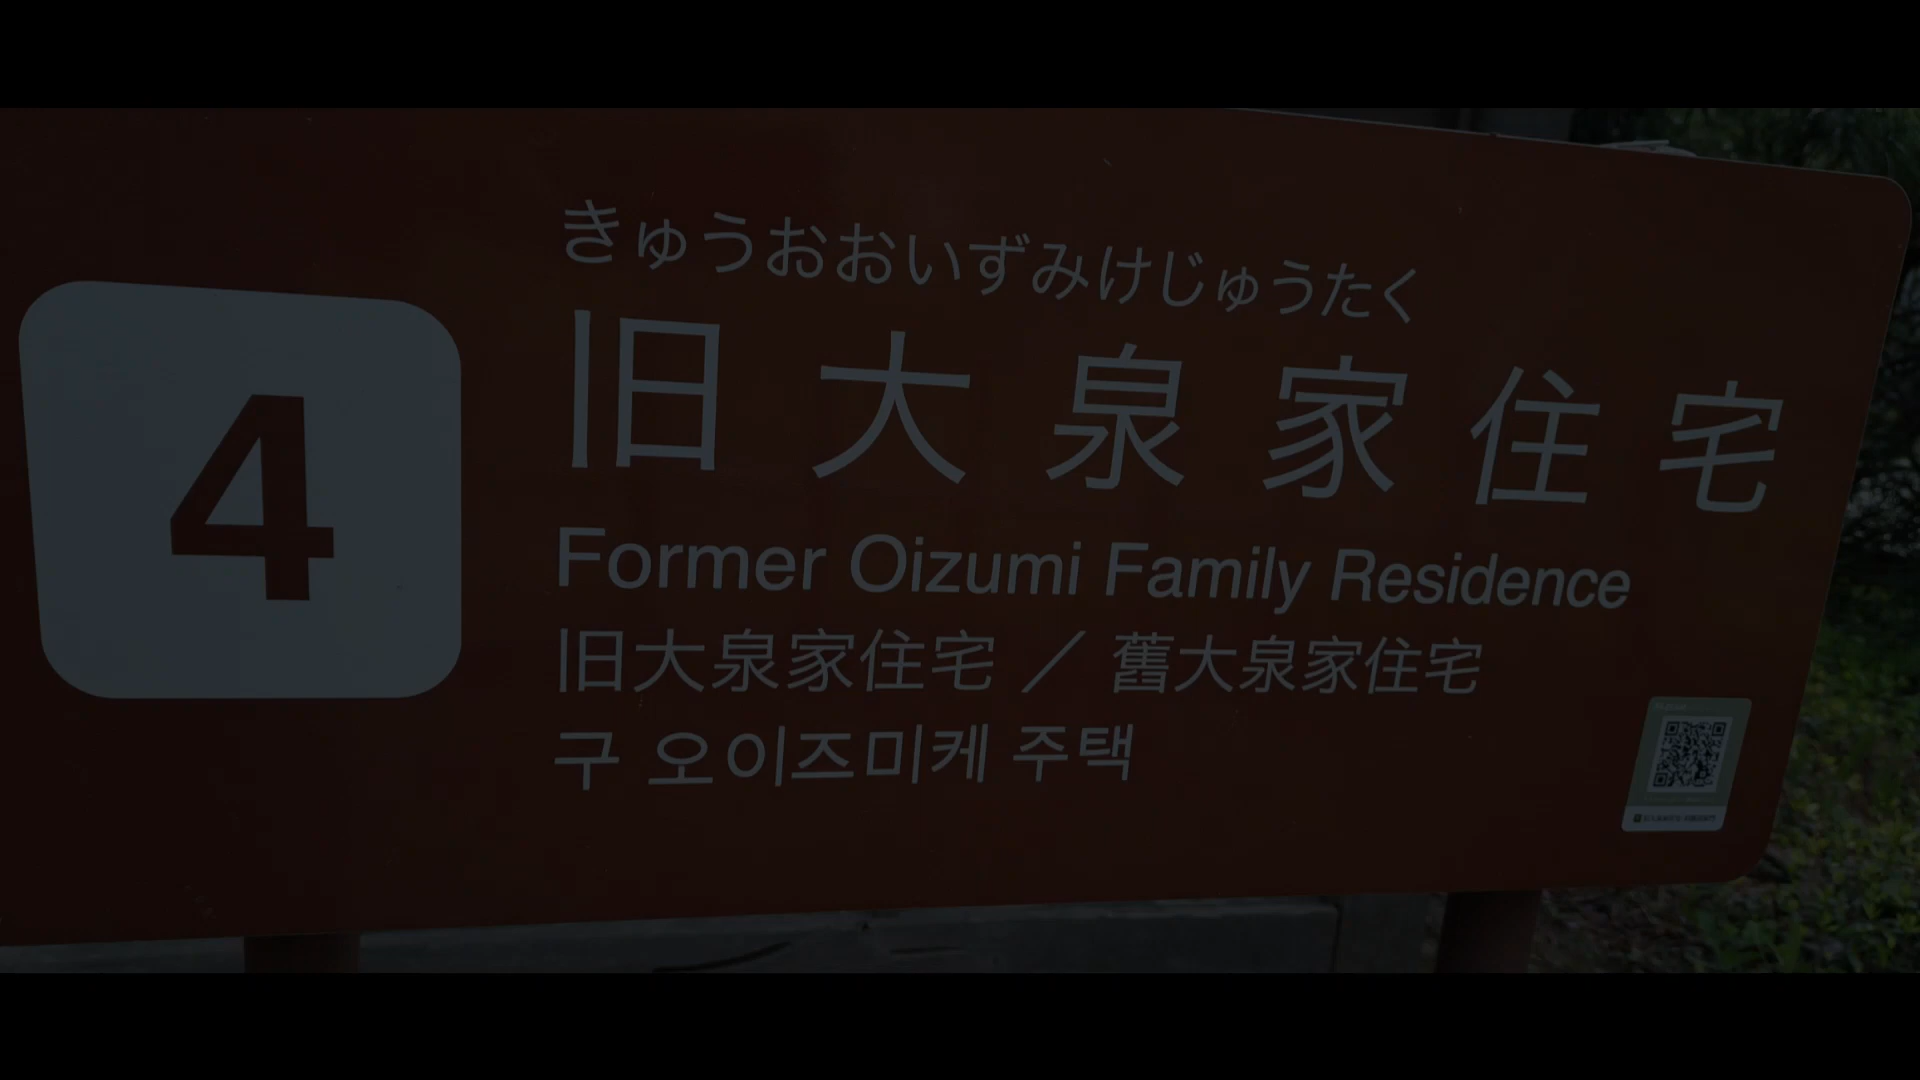 4
きゅうおおいずみけじゅうたく
旧大泉家住宅
Former Oizumi Family Residence
旧大泉家住宅 ／ 舊大泉家住宅
구 오이즈미케 주택